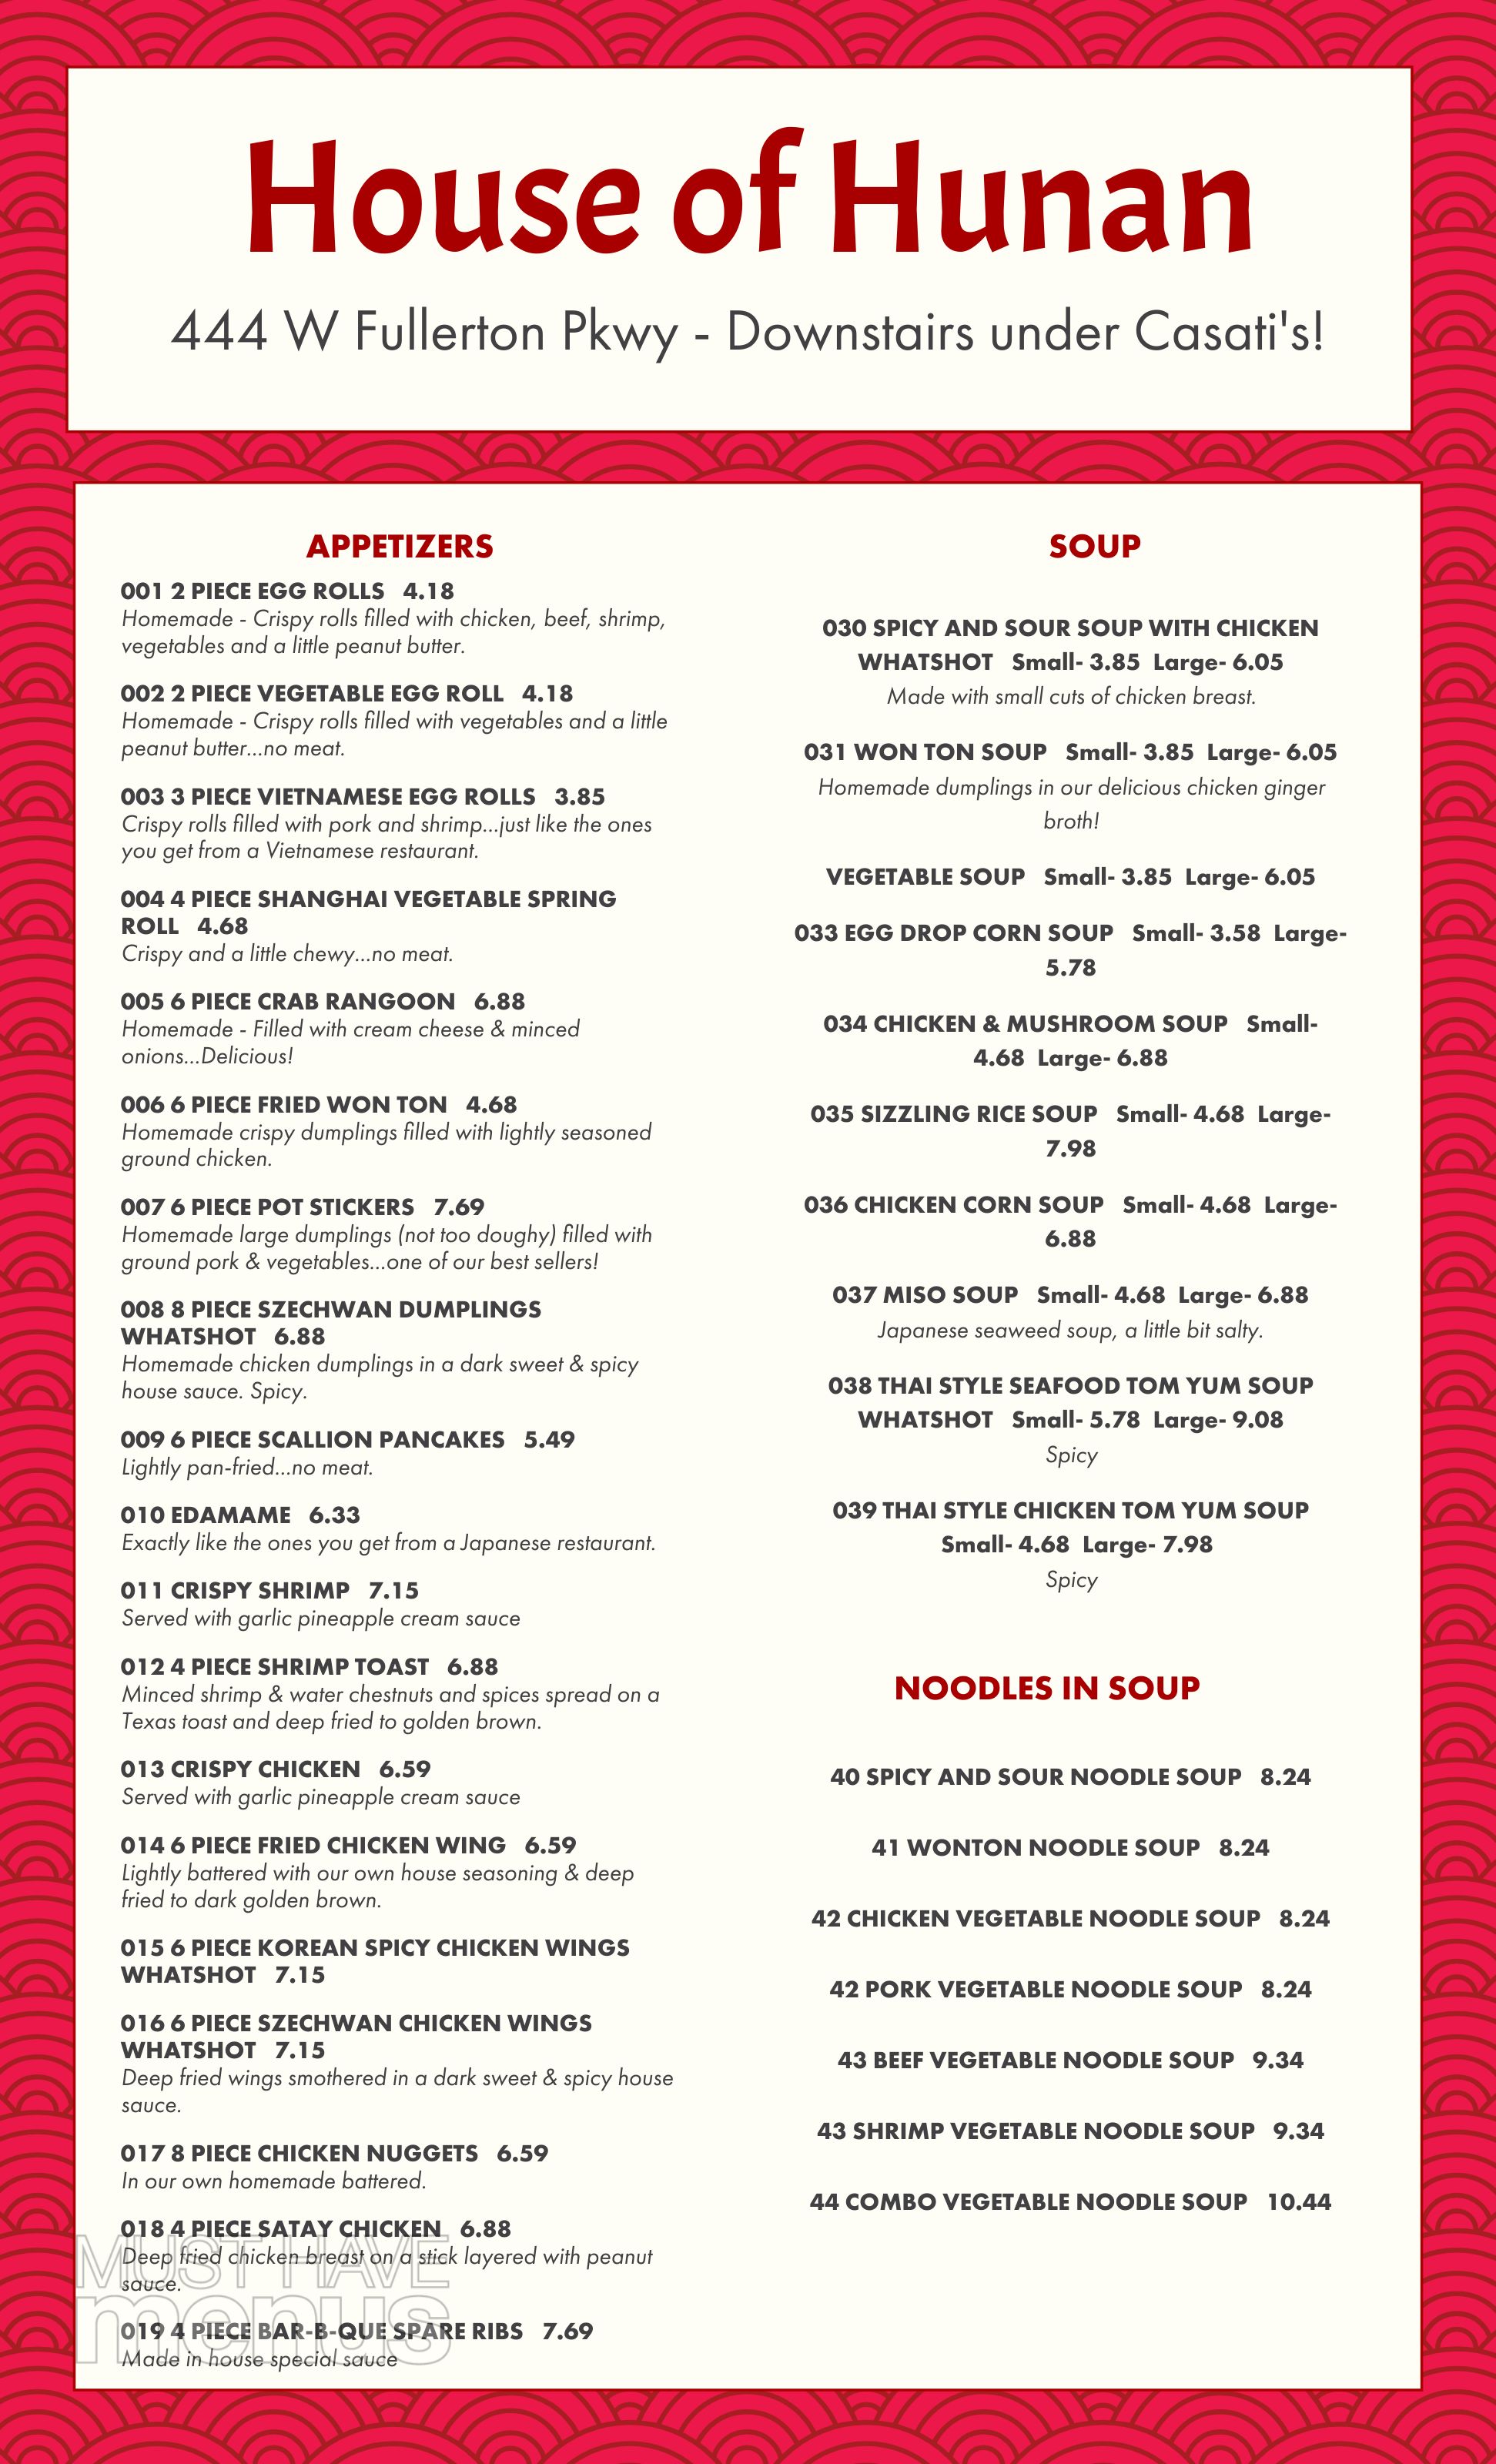 House of Hunan
444 W Fullerton Pkwy - Downstairs under Casati's!
APPETIZERS
001 2 PIECE EGG ROLLS 4.18
Homemade - Crispy rolls filled with chicken, beef, shrimp,
vegetables and a little peanut butter.
002 2 PIECE VEGETABLE EGG ROLL 4.18
Homemade - Crispy rolls filled with vegetables and a little
peanut butter...no meat.
003 3 PIECE VIETNAMESE EGG ROLLS 3.85
Crispy rolls filled with pork and shrimp...just like the ones
you get from a Vietnamese restaurant.
004 4 PIECE SHANGHAI VEGETABLE SPRING
ROLL 4.68
Crispy and a little chewy...no meat.
005 6 PIECE CRAB RANGOON 6.88
Homemade - Filled with cream cheese & minced
onions...Delicious!
006 6 PIECE FRIED WON TON 4.68
Homemade crispy dumplings filled with lightly seasoned
ground chicken.
007 6 PIECE POT STICKERS 7.69
Homemade large dumplings (not too doughy) filled with
ground pork & vegetables...one of our best sellers!
008 8 PIECE SZECHWAN DUMPLINGS
WHATSHOT 6.88
Homemade chicken dumplings in a dark sweet & spicy
house sauce. Spicy.
009 6 PIECE SCALLION PANCAKES 5.49
Lightly pan-fried...no meat.
010 EDAMAME 6.33
Exactly like the ones you get from a Japanese restaurant.
011 CRISPY SHRIMP 7.15
Served with garlic pineapple cream sauce
012 4 PIECE SHRIMP TOAST 6.88
Minced shrimp & water chestnuts and spices spread on a
Texas toast and deep fried to golden brown.
013 CRISPY CHICKEN 6.59
Served with garlic pineapple cream sauce
014 6 PIECE FRIED CHICKEN WING 6.59
Lightly battered with our own house seasoning & deep
fried to dark golden brown.
015 6 PIECE KOREAN SPICY CHICKEN WINGS
WHATSHOT 7.15
016 6 PIECE SZECHWAN CHICKEN WINGS
WHATSHOT 7.15
Deep fried wings smothered in a dark sweet & spicy house
sauce.
017 8 PIECE CHICKEN NUGGETS 6.59
In our own homemade battered.
018 4 PIECE SATAY CHICKEN 6.88
Deep fried chicken breast on a stick layered with peanut
sauce.
019 4 PIECE BAR-B-QUE SPARE RIBS 7.69
Made in house special sauce
MUST HAVE
menus
SOUP
030 SPICY AND SOUR SOUP WITH CHICKEN
WHATSHOT Small- 3.85 Large- 6.05
Made with small cuts of chicken breast.
031 WON TON SOUP Small- 3.85 Large- 6.05
Homemade dumplings in our delicious chicken ginger
broth!
VEGETABLE SOUP Small- 3.85 Large- 6.05
033 EGG DROP CORN SOUP Small- 3.58 Large-
5.78
034 CHICKEN & MUSHROOM SOUP Small-
4.68 Large- 6.88
035 SIZZLING RICE SOUP Small- 4.68 Large-
7.98
036 CHICKEN CORN SOUP Small- 4.68 Large-
6.88
037 MISO SOUP Small- 4.68 Large- 6.88
Japanese seaweed soup, a little bit salty.
038 THAI STYLE SEAFOOD TOM YUM SOUP
WHATSHOT Small- 5.78 Large- 9.08
Spicy
039 THAI STYLE CHICKEN TOM YUM SOUP
Small- 4.68 Large- 7.98
Spicy
NOODLES IN SOUP
40 SPICY AND SOUR NOODLE SOUP 8.24
41 WONTON NOODLE SOUP 8.24
42 CHICKEN VEGETABLE NOODLE SOUP 8.24
42 PORK VEGETABLE NOODLE SOUP 8.24
43 BEEF VEGETABLE NOODLE SOUP 9.34
43 SHRIMP VEGETABLE NOODLE SOUP 9.34
44 COMBO VEGETABLE NOODLE SOUP 10.44